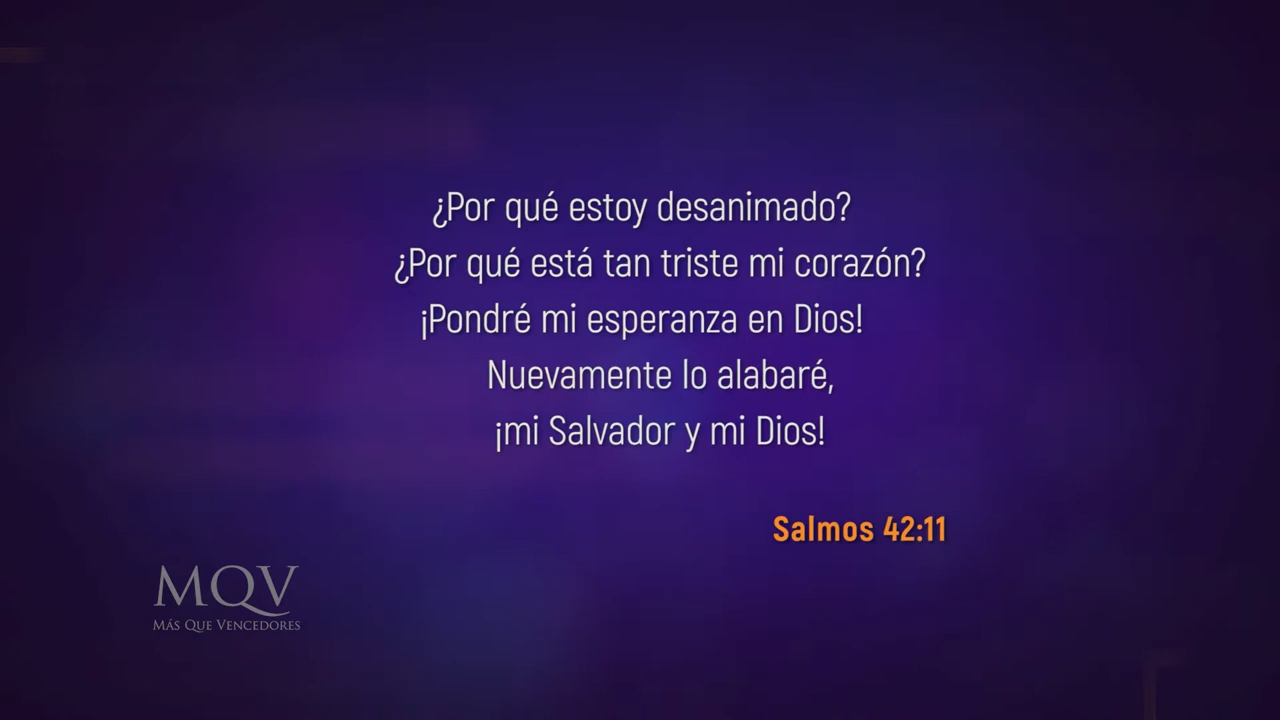 ¿Por qué estoy desanimado?
¿Por qué está tan triste mi corazón?
¡Pondré mi esperanza en Dios!
Nuevamente lo alabaré,
¡mi Salvador y mi Dios!
Salmos 42:11
MQV
MÁS QUE VENCEDORES